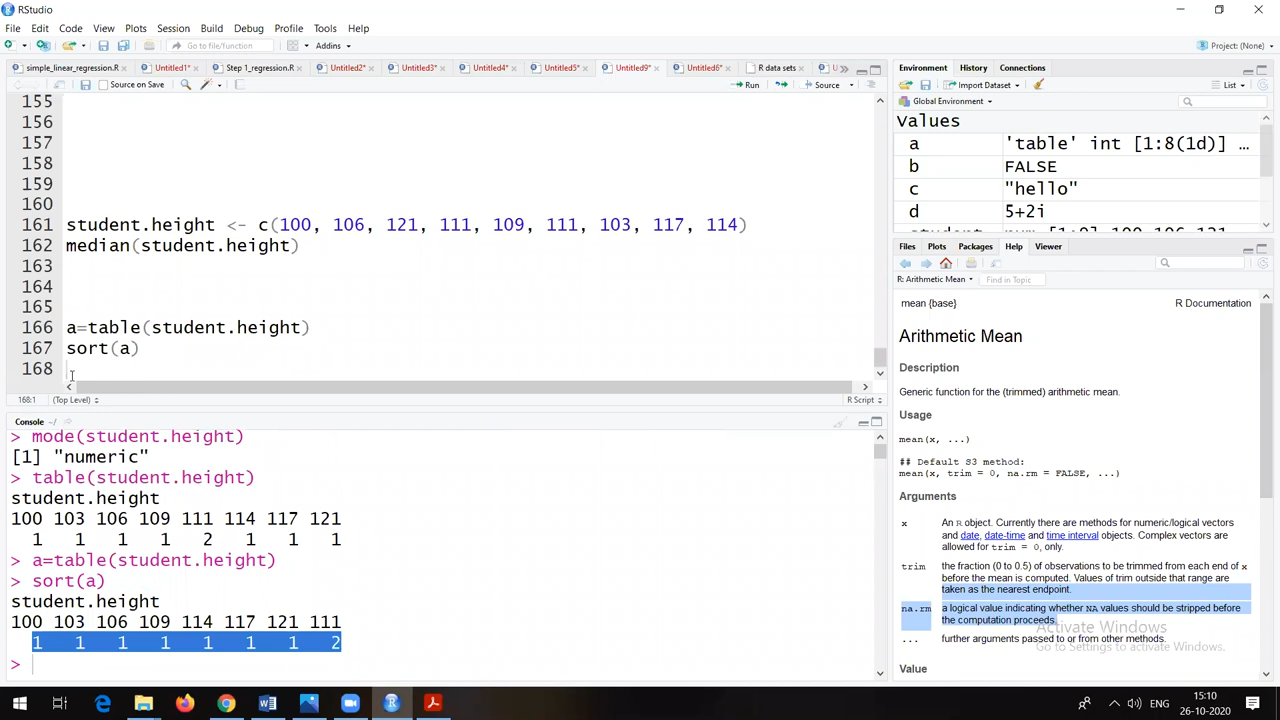 RStudio
File Edit Code View Plots Session Build Debug Profile Tools Help
Go to file/function Addins Project: (None)
simple_linear_regression.R Untitled1* Step 1_regression.R Untitled2* Untitled3* Untitled4* Untitled5* Untitled9* Untitled6* R data sets
Source on Save Run Source
155
156
157
158
159
160
161 student.height <- c(100, 106, 121, 111, 109, 111, 103, 117, 114)
162 median(student.height)
163
164
165
166 a=table(student.height)
167 sort(a)
168
168:1 (Top Level) R Script
Console ~/
> mode(student.height)
[1] "numeric"
> table(student.height)
student.height
100 103 106 109 111 114 117 121
1 1 1 1 2 1 1 1
> a=table(student.height)
> sort(a)
student.height
100 103 106 109 114 117 121 111
1 1 1 1 1 1 1 2
>
Environment History Connections
Import Dataset List
Global Environment
Values
a 'table' int [1:8(1d)] …
b FALSE
c "hello"
d 5+2i
Files Plots Packages Help Viewer
R: Arithmetic Mean Find in Topic
mean {base} R Documentation
Arithmetic Mean
Description
Generic function for the (trimmed) arithmetic mean.
Usage
mean(x, ...)
## Default S3 method:
mean(x, trim = 0, na.rm = FALSE, ...)
Arguments
x An R object. Currently there are methods for numeric/logical vectors
and date, date-time and time interval objects. Complex vectors are
allowed for trim = 0, only.
trim the fraction (0 to 0.5) of observations to be trimmed from each end of x
before the mean is computed. Values of trim outside that range are
taken as the nearest endpoint.
na.rm a logical value indicating whether NA values should be stripped before
the computation proceeds.
... further arguments passed to or from other methods.
Value
Activate Windows
Go to Settings to activate Windows.
ENG
15:10
26-10-2020